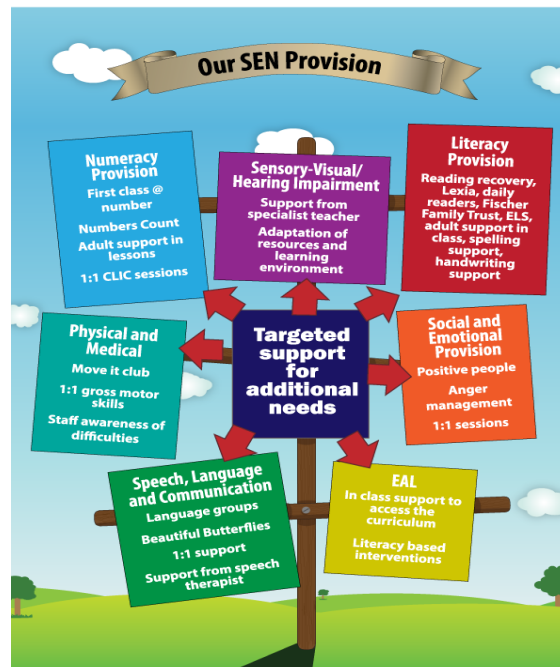 Our SEN Provision
Numeracy
Provision
First class @
number
Numbers Count
Adult support in
lessons
1:1 CLIC sessions
Sensory-Visual/
Hearing Impairment
Support from
specialist teacher
Adaptation of
resources and
learning
environment
Literacy
Provision
Reading recovery,
Lexia, daily
readers, Fischer
Family Trust, ELS,
adult support in
class, spelling
support,
handwriting
support
Physical and
Medical
Move it club
1:1 gross motor
skills
Staff awareness of
difficulties
Targeted
support
for
additional
needs
Social and
Emotional
Provision
Positive people
Anger
management
1:1 sessions
Speech, Language
and Communication
Language groups
Beautiful Butterflies
1:1 support
Support from speech
therapist
EAL
In class support to
access the
curriculum
Literacy based
interventions